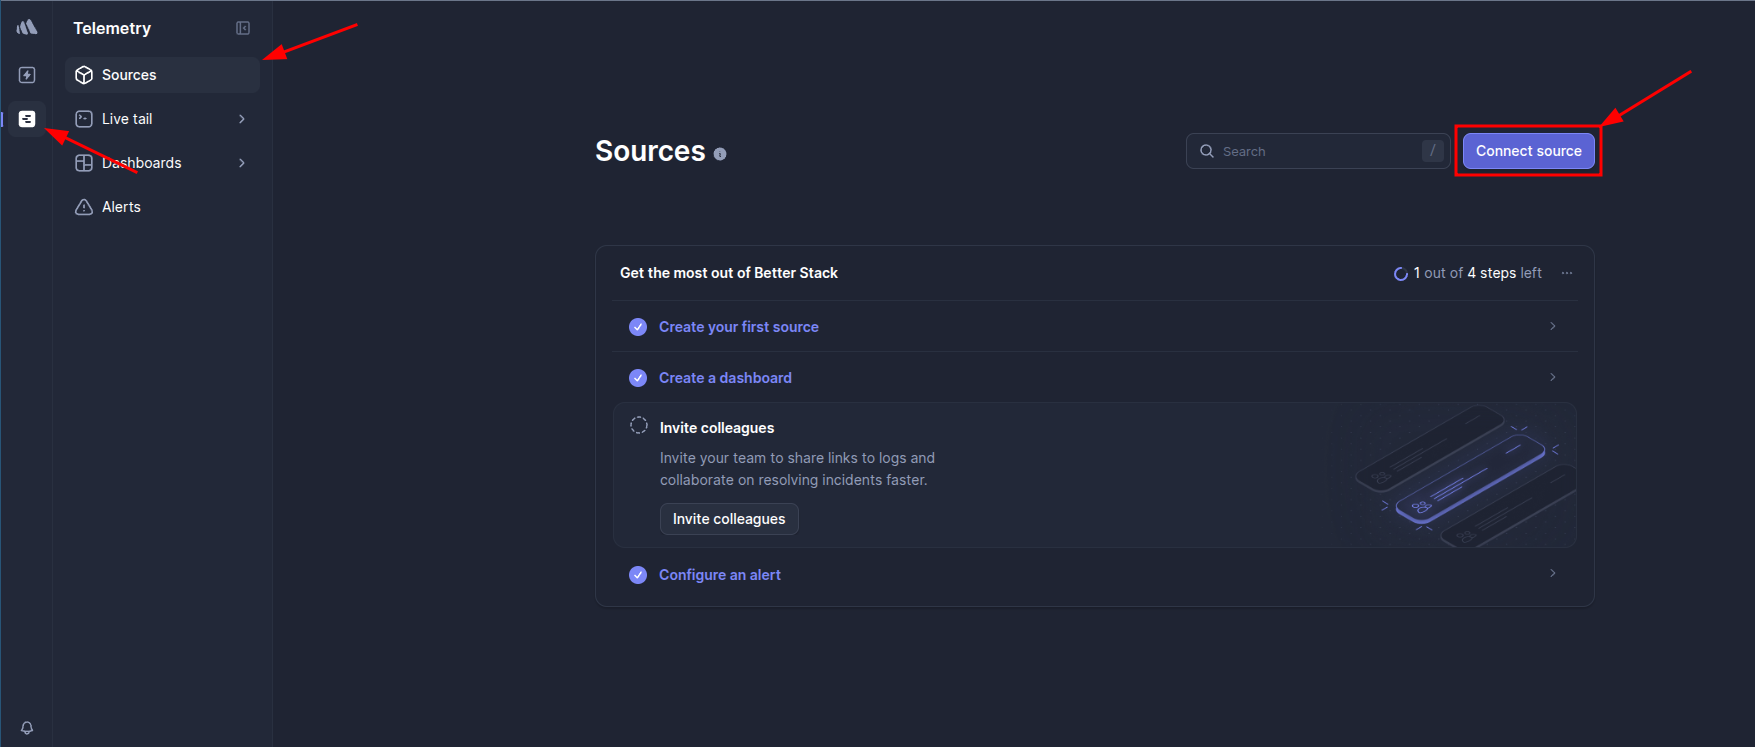 Telemetry
Sources
Live tail
Dashboards
Alerts
Sources
Search /
Connect source
Get the most out of Better Stack
1 out of 4 steps left
Create your first source
Create a dashboard
Invite colleagues
Invite your team to share links to logs and
collaborate on resolving incidents faster.
Invite colleagues
Configure an alert